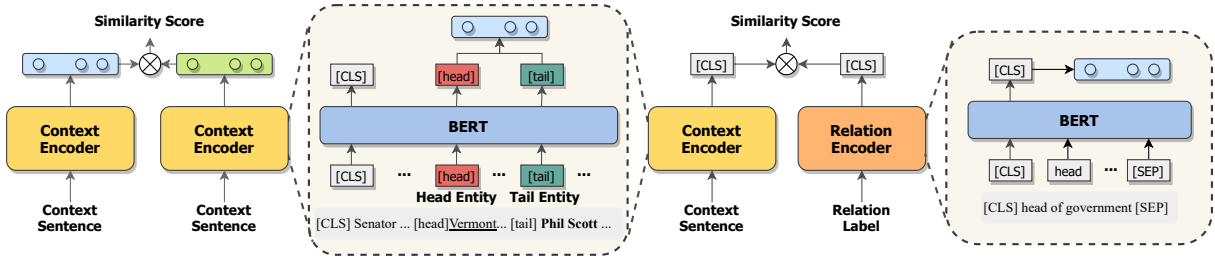 Similarity Score
Context
Encoder
Context
Encoder
Context
Sentence
Context
Sentence
[CLS]
[head]
[tail]
BERT
[CLS]
...
[head]
...
[tail]
...
Head Entity
Tail Entity
[CLS] Senator ... [head]Vermont... [tail] Phil Scott ...
Similarity Score
[CLS]
[CLS]
Context
Encoder
Relation
Encoder
Context
Sentence
Relation
Label
[CLS]
BERT
[CLS]
head
...
[SEP]
[CLS] head of government [SEP]